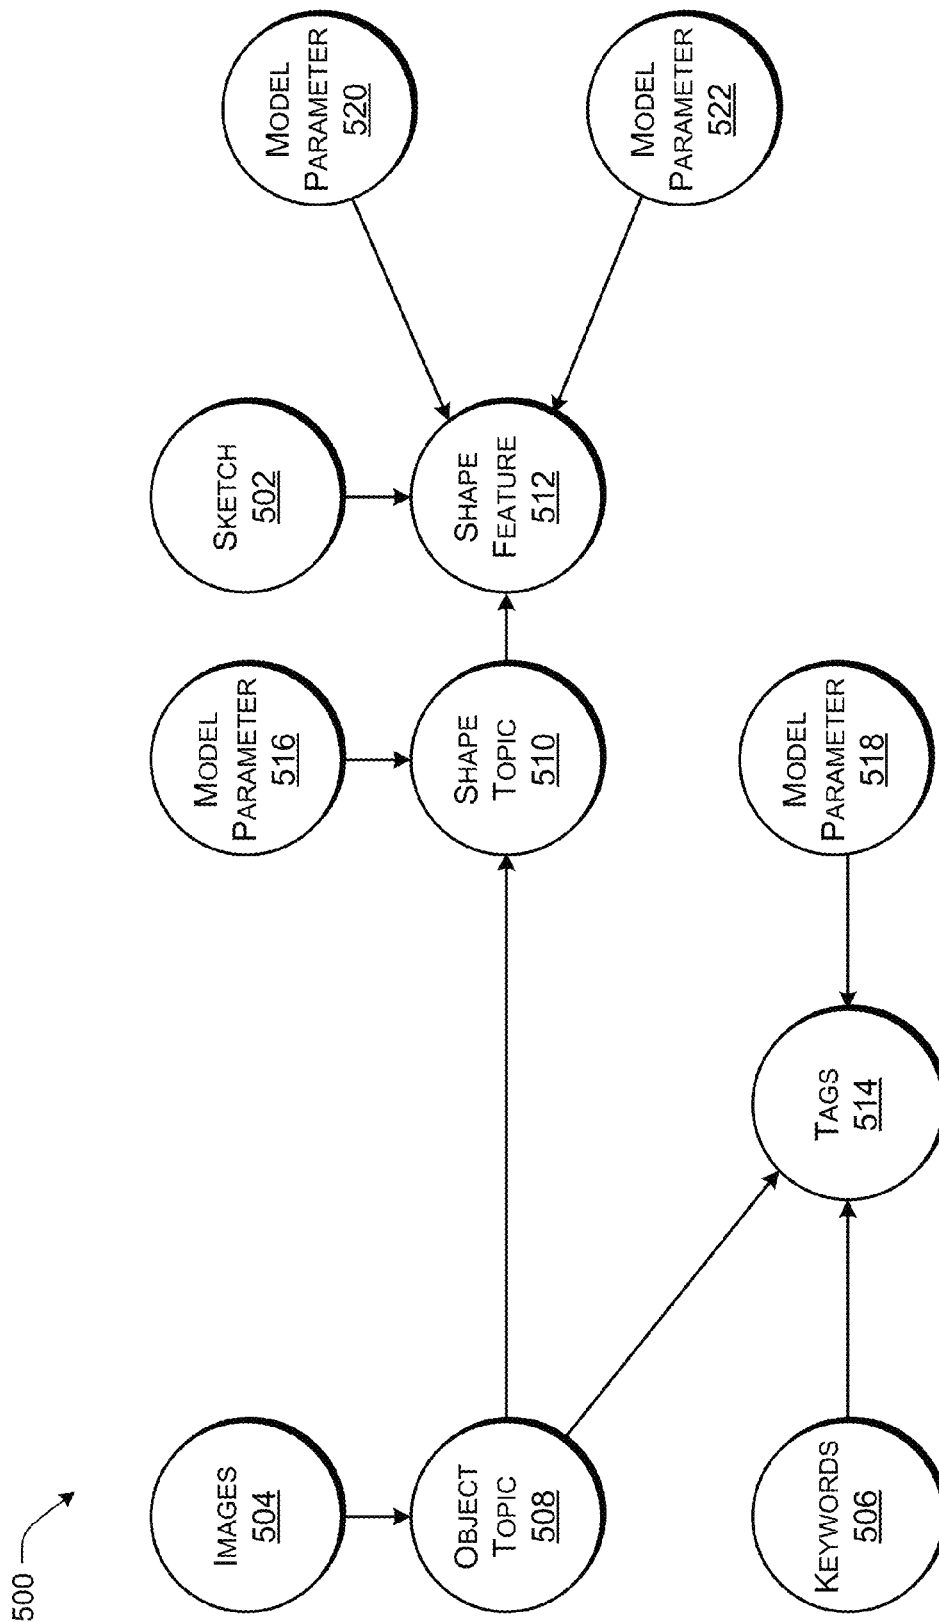 500
IMAGES
504
MODEL
PARAMETER
516
SKETCH
502
MODEL
PARAMETER
520
OBJECT
TOPIC
508
SHAPE
TOPIC
510
SHAPE
FEATURE
512
MODEL
PARAMETER
522
KEYWORDS
506
TAGS
514
MODEL
PARAMETER
518